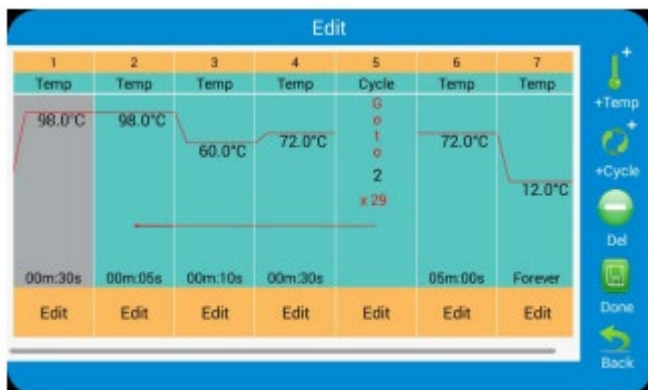 Edit
1 2 3 4 5 6 7
Temp Temp Temp Temp Cycle Temp Temp
+Temp
98.0°C 98.0°C 60.0°C 72.0°C Goto 72.0°C 12.0°C
2
x 29
+Cycle
Del
00m:30s 00m:05s 00m:10s 00m:30s 05m:00s Forever
Edit Edit Edit Edit Edit Edit Edit
Done
Back